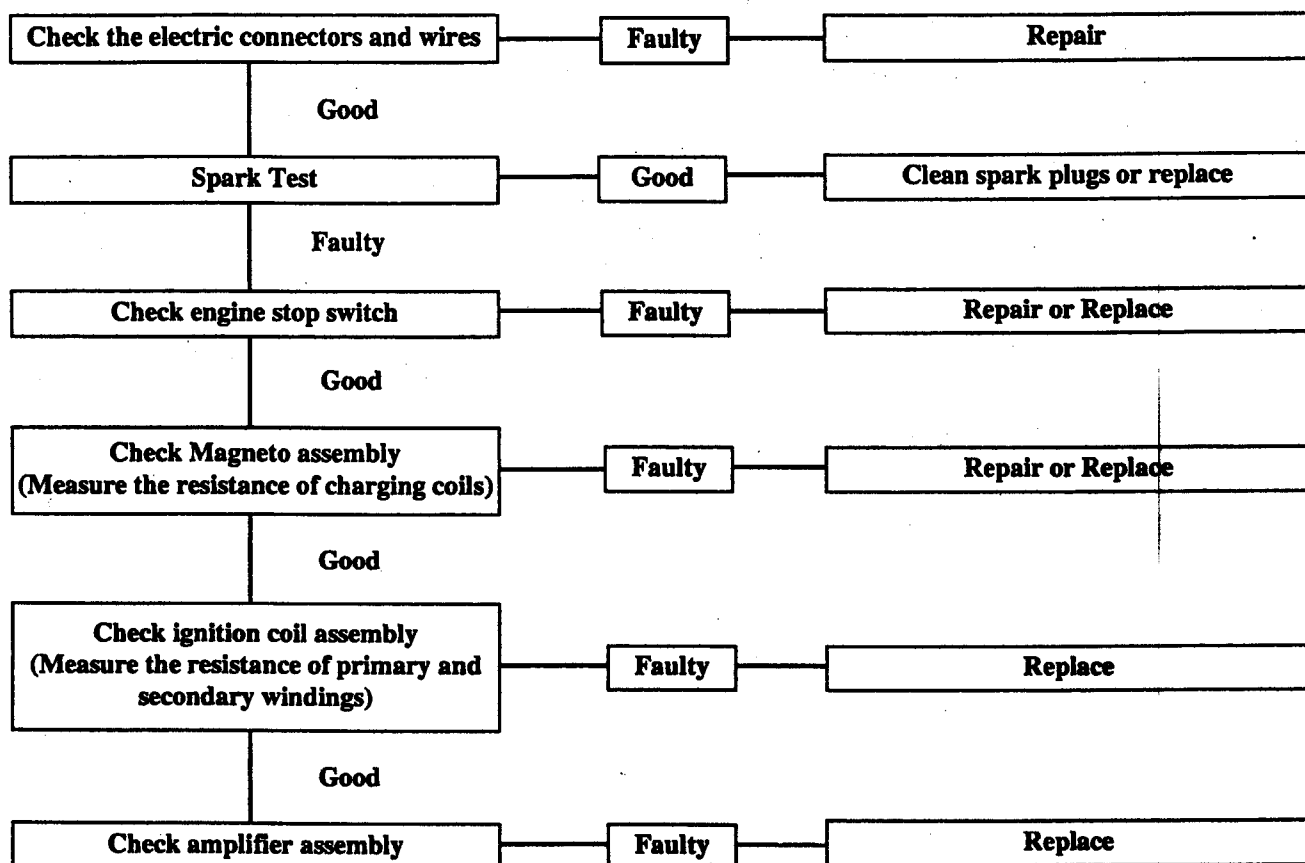 Check the electric connectors and wires
Faulty
Repair
Good
Spark Test
Good
Clean spark plugs or replace
Faulty
Check engine stop switch
Faulty
Repair or Replace
Good
Check Magneto assembly
(Measure the resistance of charging coils)
Faulty
Repair or Replace
Good
Check ignition coil assembly
(Measure the resistance of primary and
secondary windings)
Faulty
Replace
Good
Check amplifier assembly
Faulty
Replace